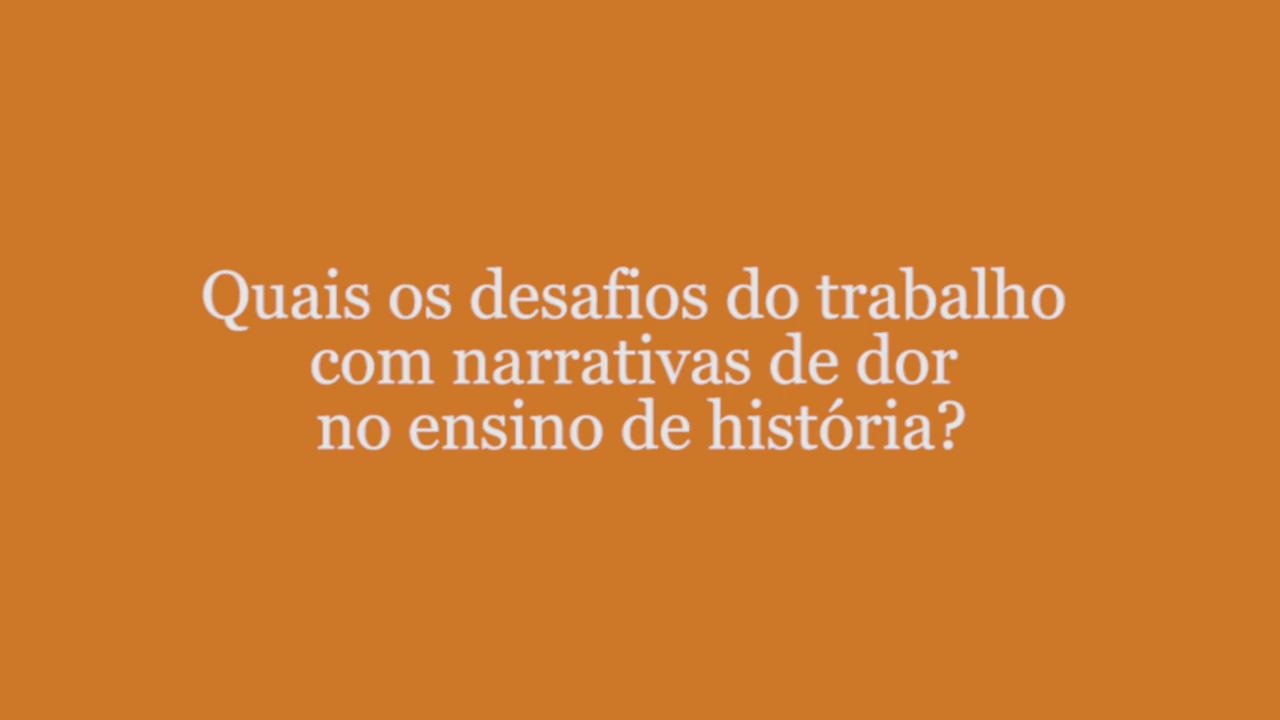 Quais os desafios do trabalho
com narrativas de dor
no ensino de história?